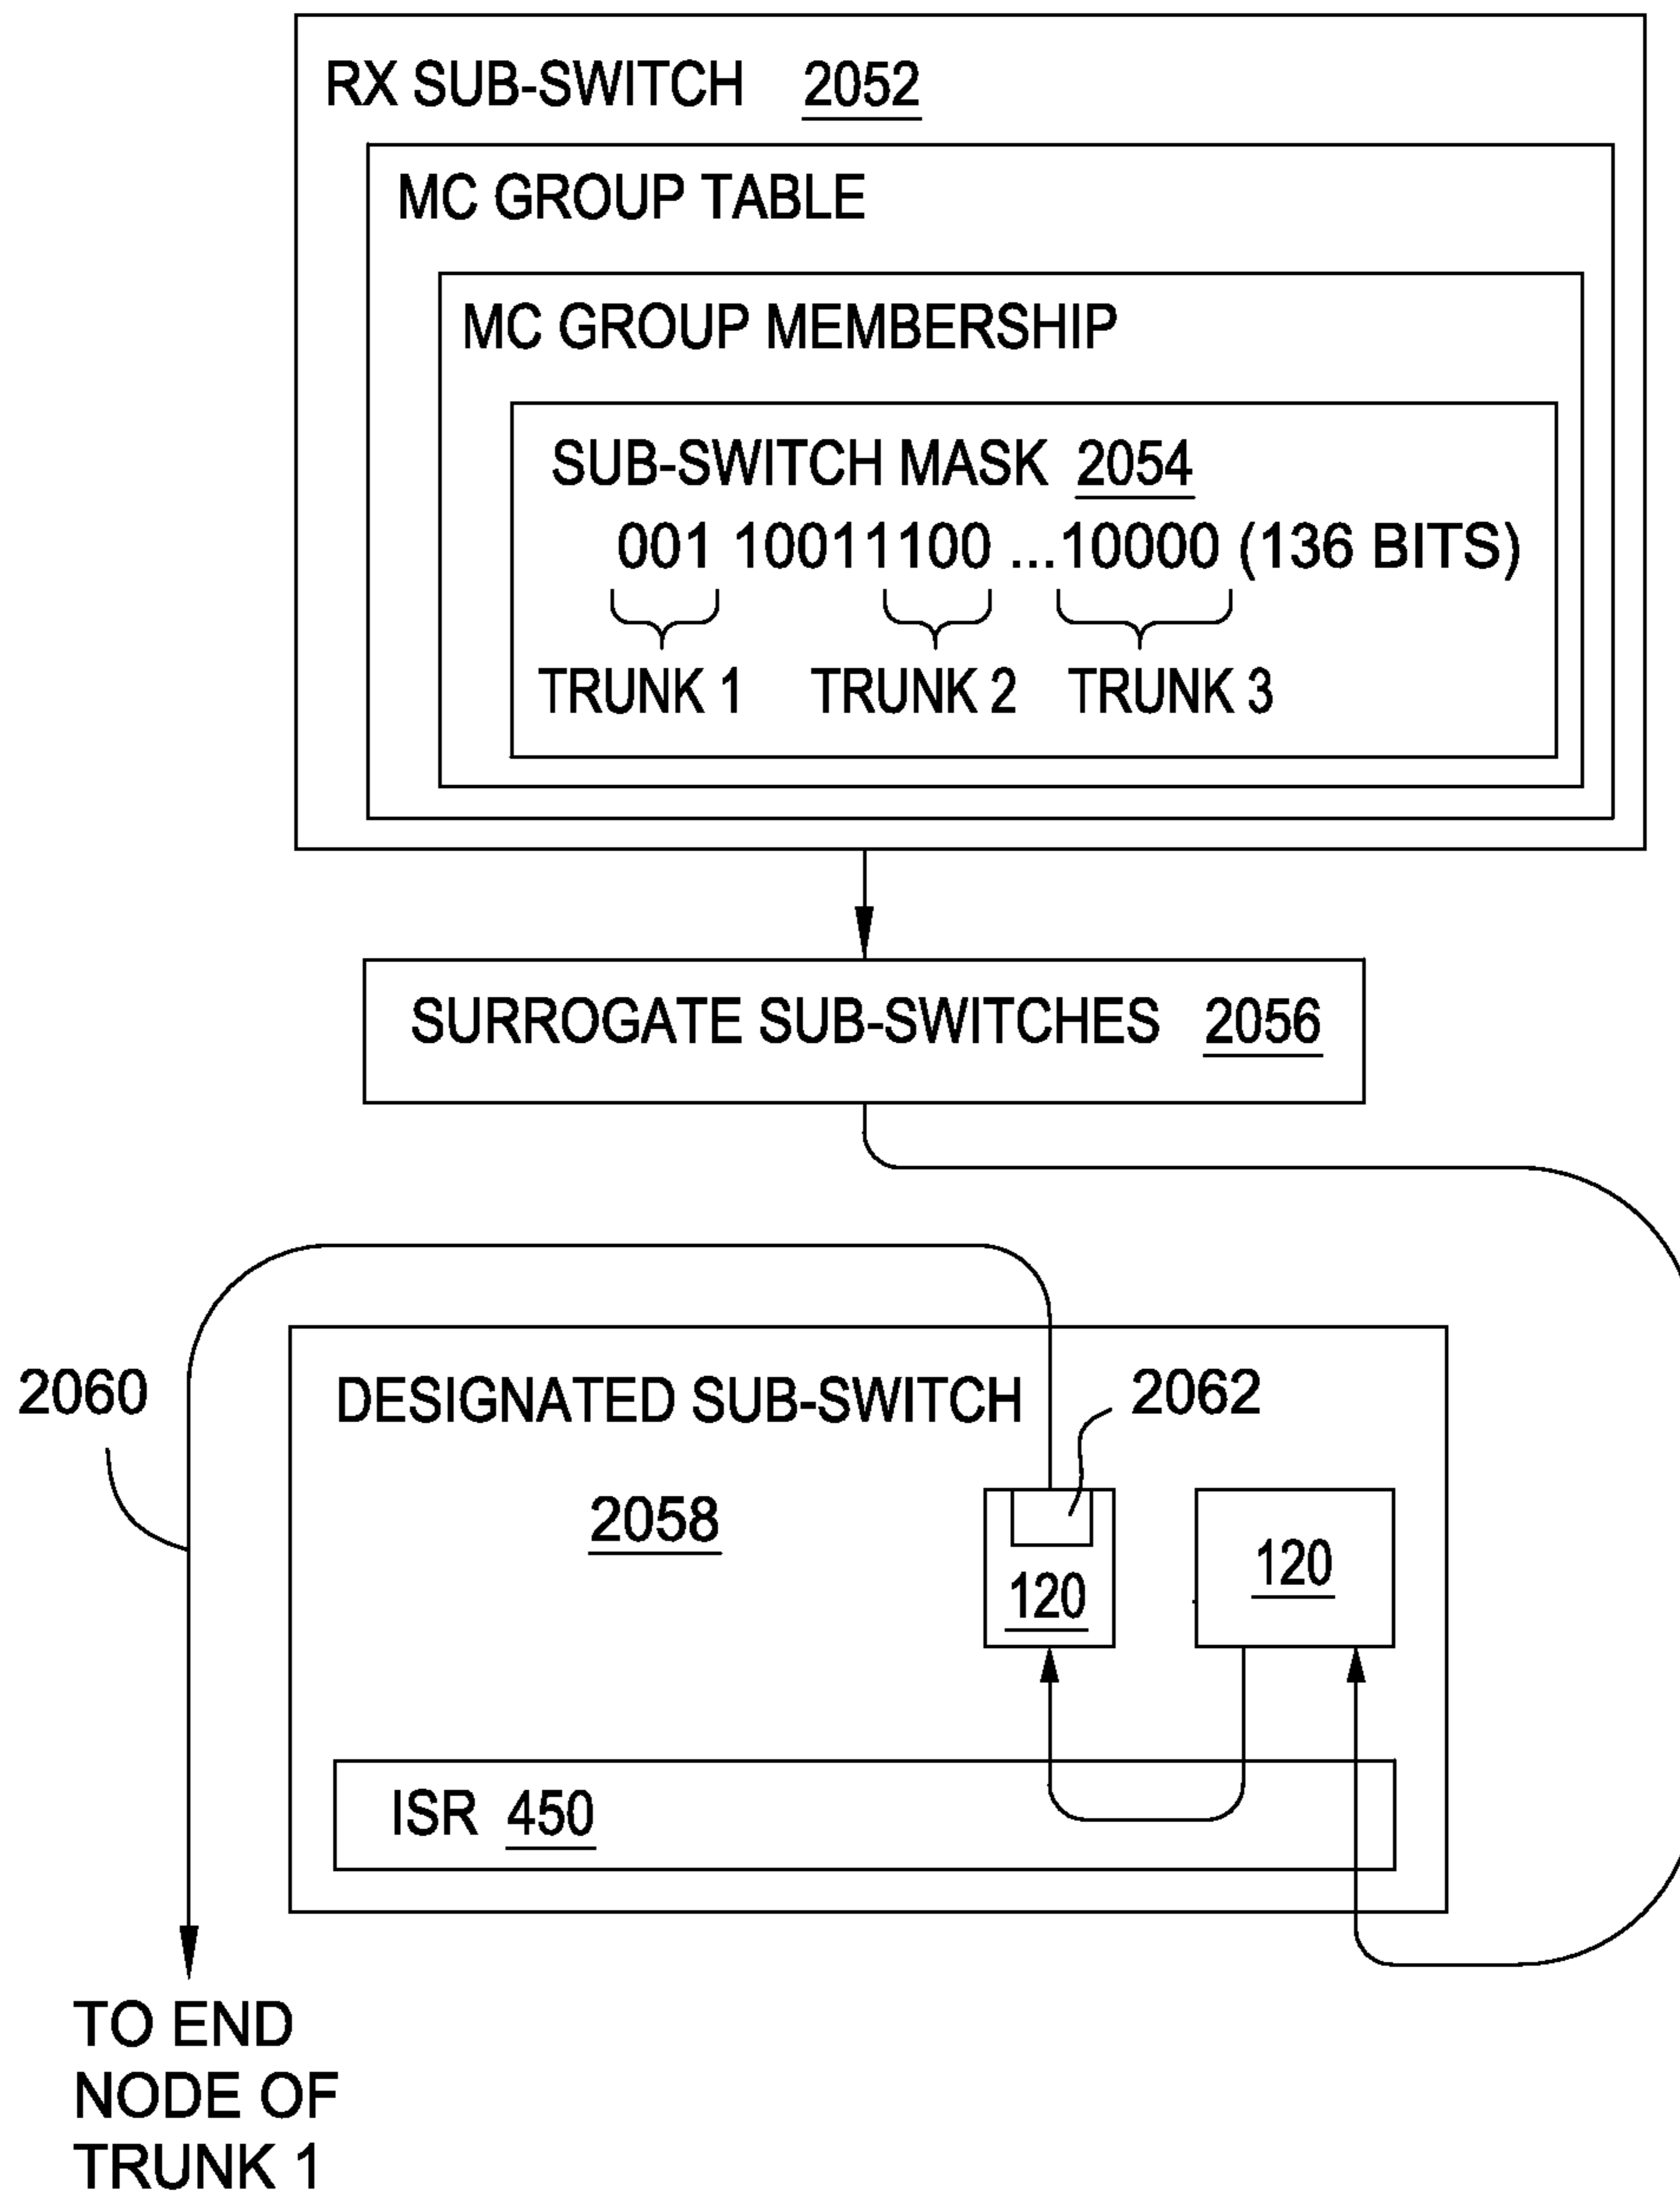 RX SUB-SWITCH 2052
MC GROUP TABLE
MC GROUP MEMBERSHIP
SUB-SWITCH MASK 2054
001 10011100 ...10000 (136 BITS)
TRUNK 1 TRUNK 2 TRUNK 3
SURROGATE SUB-SWITCHES 2056
2060
DESIGNATED SUB-SWITCH
2062
2058
120
120
ISR 450
TO END
NODE OF
TRUNK 1